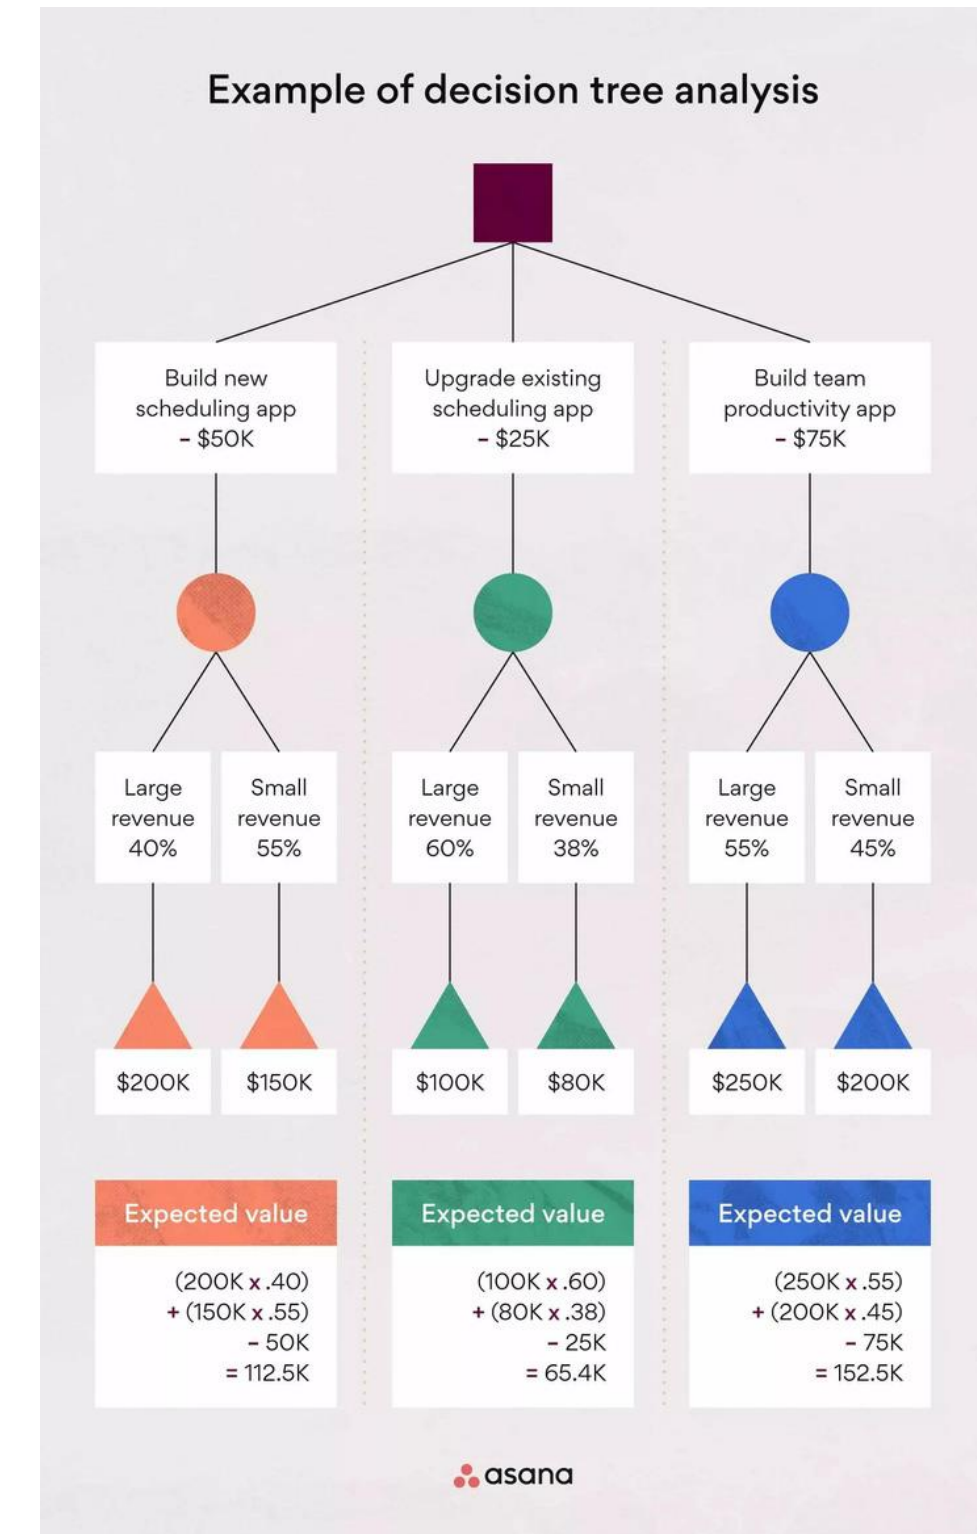 Example of decision tree analysis
Build new
scheduling app
– $50K
Upgrade existing
scheduling app
– $25K
Build team
productivity app
– $75K
Large
revenue
40%
Small
revenue
55%
Large
revenue
60%
Small
revenue
38%
Large
revenue
55%
Small
revenue
45%
$200K
$150K
$100K
$80K
$250K
$200K
Expected value
(200K x .40)
+ (150K x .55)
– 50K
= 112.5K
Expected value
(100K x .60)
+ (80K x .38)
– 25K
= 65.4K
Expected value
(250K x .55)
+ (200K x .45)
– 75K
= 152.5K
asana